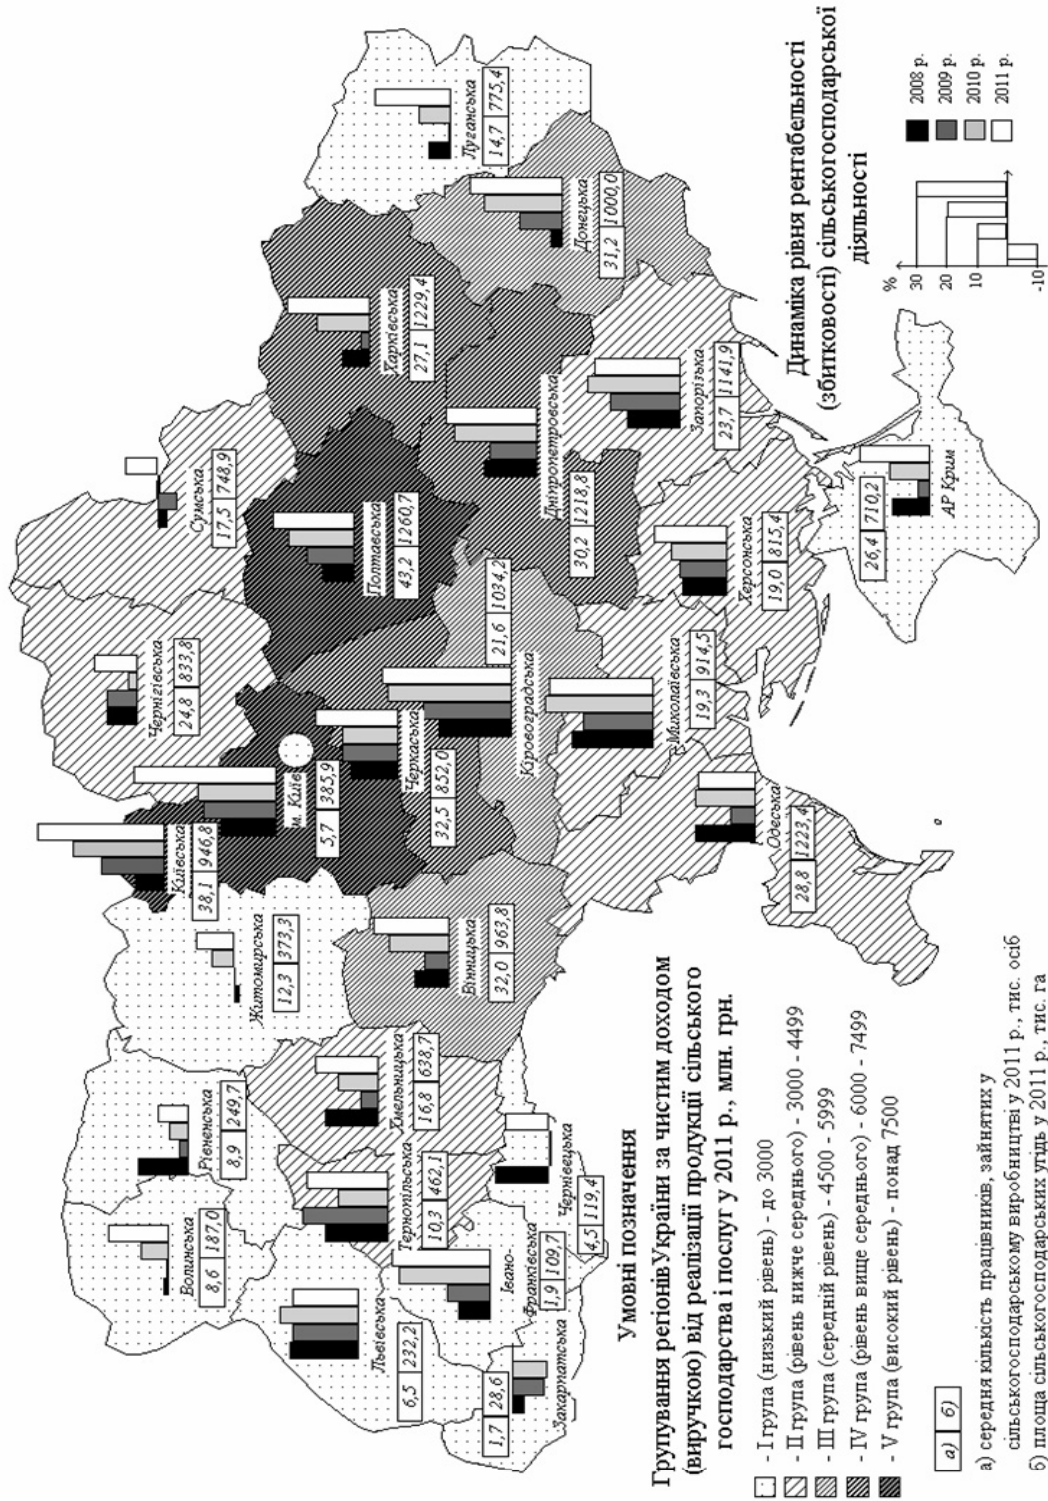 Луганська
14,7 775,4
Донецька
31,2 1000,0
Харківська
27,1 1229,4
Сумська
17,5 748,9
Полтавська
43,2 1260,7
Дніпропетровська
30,2 1218,8
Запорізька
23,7 1141,9
Херсонська
19,0 815,4
АР Крим
26,4 710,2
Чернігівська
24,8 833,8
Київська
38,1 946,8
м. Київ
5,7 385,9
Черкаська
32,5 852,0
Кіровоградська
21,6 1034,2
Миколаївська
19,3 914,5
Одеська
28,8 1223,4
Житомирська
12,3 373,3
Вінницька
32,0 963,8
Хмельницька
16,8 638,7
Рівненська
8,9 249,7
Волинська
8,6 187,0
Тернопільська
10,3 462,1
Чернівецька
4,5 119,4
Івано-
Франківська
1,9 109,7
Львівська
6,5 232,2
Закарпатська
1,7 28,6
Динаміка рівня рентабельності
(збитковості) сільськогосподарської
діяльності
%
30
20
10
-10
2008 р.
2009 р.
2010 р.
2011 р.
Умовні позначення
Групування регіонів України за чистим доходом
(виручкою) від реалізації продукції сільського
господарства і послуг у 2011 р., млн. грн.
- I група (низький рівень) - до 3000
- II група (рівень нижче середнього) - 3000 - 4499
- III група (середній рівень) - 4500 - 5999
- IV група (рівень вище середнього) - 6000 - 7499
- V група (високий рівень) - понад 7500
а) б)
а) середня кількість працівників, зайнятих у
сільськогосподарському виробництві у 2011 р., тис. осіб
б) площа сільськогосподарських угідь у 2011 р., тис. га